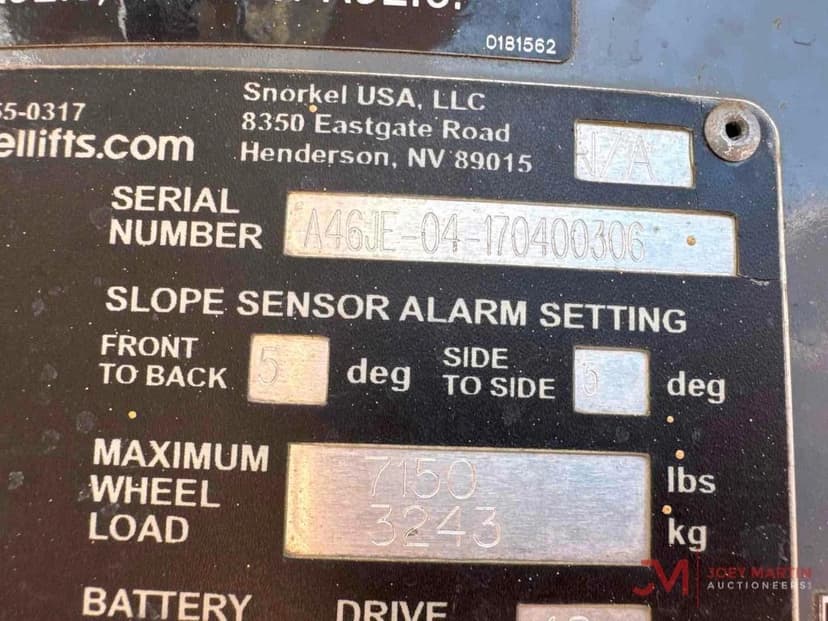 0181562
55-0317
ellifts.com
Snorkel USA, LLC
8350 Eastgate Road
Henderson, NV 89015
N/A
SERIAL
NUMBER A46JE-04-170400306
SLOPE SENSOR ALARM SETTING
FRONT
TO BACK 5 deg
SIDE
TO SIDE 5 deg
MAXIMUM
WHEEL
LOAD
7150 lbs
3243 kg
BATTERY DRIVE
JM JOEY MARTIN
AUCTIONEERS